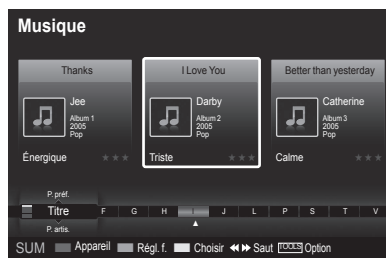 Musique
Thanks
I Love You
Better than yesterday
Jee
Album 1
2005
Pop
Énergique
Darby
Album 2
2005
Pop
Triste
Catherine
Album 3
2005
Pop
Calme
P. préf.
Titre F G H I J L P S T V
P. artis.
SUM Appareil Régl. f. Choisir Saut TOOLS Option